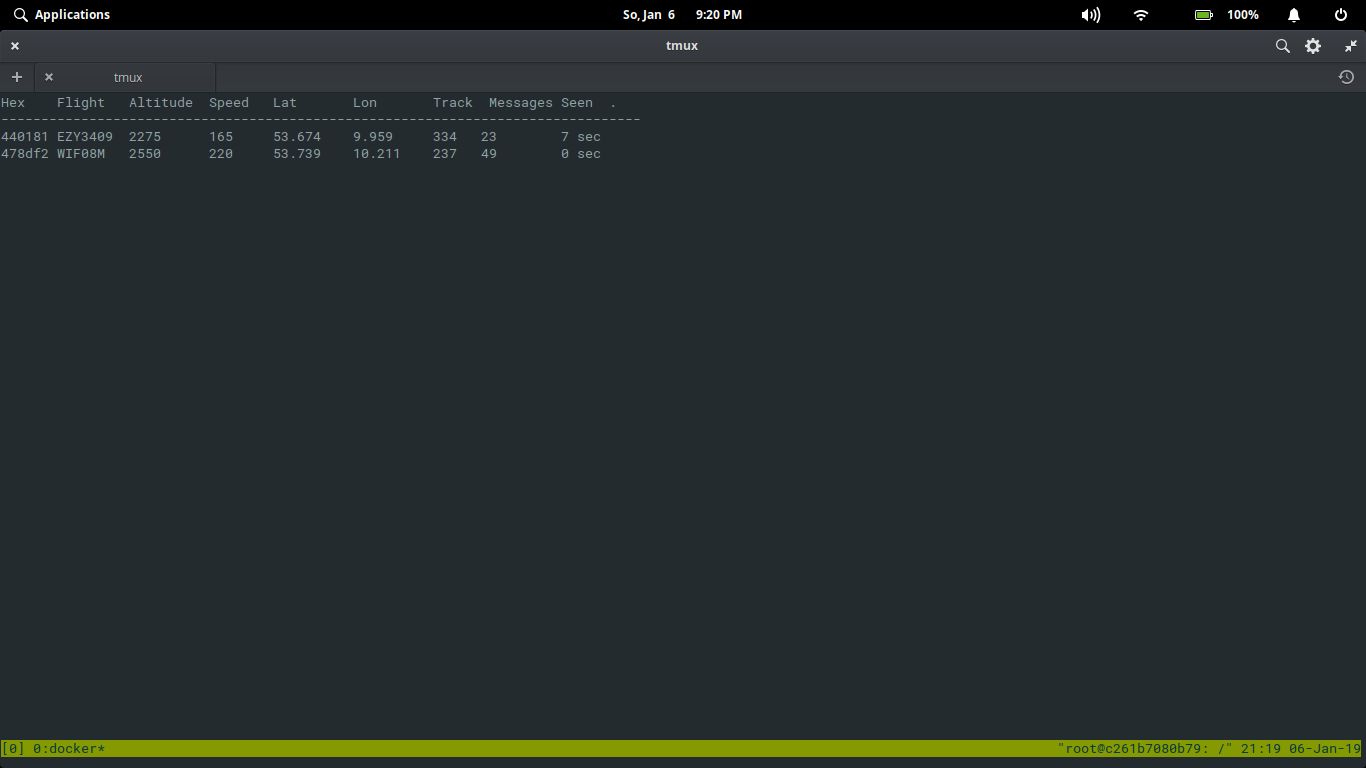 Applications So, Jan 6 9:20 PM 100%
tmux
tmux
Hex Flight Altitude Speed Lat Lon Track Messages Seen .
--------------------------------------------------------------------------------
440181 EZY3409 2275 165 53.674 9.959 334 23 7 sec
478df2 WIF08M 2550 220 53.739 10.211 237 49 0 sec
[0] 0:docker* "root@c261b7080b79: /" 21:19 06-Jan-19